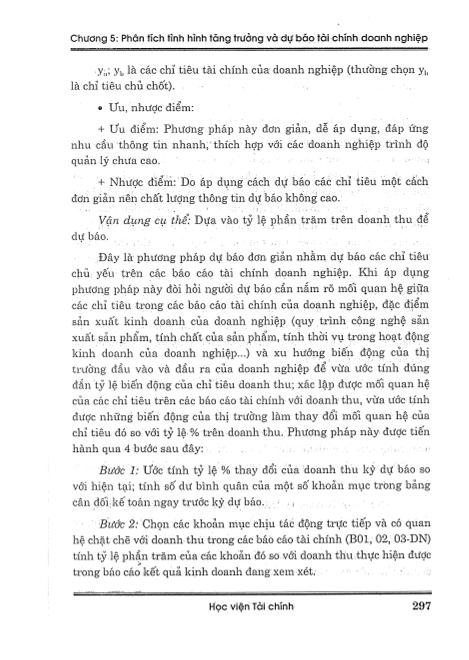 Chương 5: Phân tích tình hình tăng trưởng và dự báo tài chính doanh nghiệp
yₐ; y_b là các chỉ tiêu tài chính của doanh nghiệp (thường chọn y_b
là chỉ tiêu chủ chốt).
• Ưu, nhược điểm:
+ Ưu điểm: Phương pháp này đơn giản, dễ áp dụng, đáp ứng
nhu cầu thông tin nhanh, thích hợp với các doanh nghiệp trình độ
quản lý chưa cao.
+ Nhược điểm: Do áp dụng cách dự báo các chỉ tiêu một cách
đơn giản nên chất lượng thông tin dự báo không cao.
Vận dụng cụ thể: Dựa vào tỷ lệ phần trăm trên doanh thu để
dự báo.
Đây là phương pháp dự báo đơn giản nhằm dự báo các chỉ tiêu
chủ yếu trên các báo cáo tài chính doanh nghiệp. Khi áp dụng
phương pháp này đòi hỏi người dự báo cần nắm rõ mối quan hệ giữa
các chỉ tiêu trong các báo cáo tài chính của doanh nghiệp, đặc điểm
sản xuất kinh doanh của doanh nghiệp (quy trình công nghệ sản
xuất sản phẩm, tính chất của sản phẩm, tính thời vụ trong hoạt động
kinh doanh của doanh nghiệp...) và xu hướng biến động của thị
trường đầu vào và đầu ra của doanh nghiệp để vừa ước tính đúng
đắn tỷ lệ biến động của chỉ tiêu doanh thu; xác lập được mối quan hệ
của các chỉ tiêu trên các báo cáo tài chính với doanh thu, vừa ước tính
được những biến động của thị trường làm thay đổi mối quan hệ của
chỉ tiêu đó so với tỷ lệ % trên doanh thu. Phương pháp này được tiến
hành qua 4 bước sau đây:
Bước 1: Ước tính tỷ lệ % thay đổi của doanh thu kỳ dự báo so
với hiện tại; tính số dư bình quân của một số khoản mục trong bảng
cân đối kế toán ngay trước kỳ dự báo.
Bước 2: Chọn các khoản mục chịu tác động trực tiếp và có quan
hệ chặt chẽ với doanh thu trong các báo cáo tài chính (B01, 02, 03-DN)
tính tỷ lệ phần trăm của các khoản đó so với doanh thu thực hiện được
trong báo cáo kết quả kinh doanh đang xem xét.
Học viện Tài chính
297